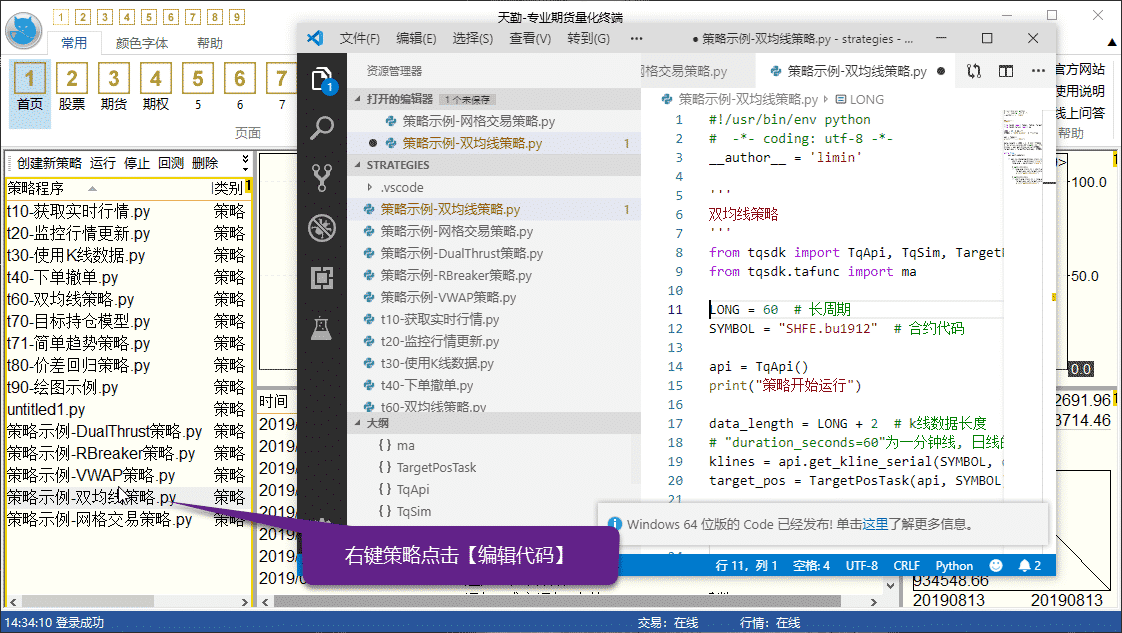 天勤-专业期货量化终端
1 2 3 4 5 6 7 8 9
常用 颜色字体 帮助
1 2 3 4 5 6 7
首页 股票 期货 期权 5 6 7
页面
官方网站
使用说明
线上问答
帮助
创建新策略 运行 停止 回测 删除
策略程序 类别 1
t10-获取实时行情.py 策略
t20-监控行情更新.py 策略
t30-使用K线数据.py 策略
t40-下单撤单.py 策略
t60-双均线策略.py 策略
t70-目标持仓模型.py 策略
t71-简单趋势策略.py 策略
t80-价差回归策略.py 策略
t90-绘图示例.py 策略
untitled1.py 策略
策略示例-DualThrust策略.py 策略
策略示例-RBreaker策略.py 策略
策略示例-VWAP策略.py 策略
策略示例-双均线策略.py 策略
策略示例-网格交易策略.py 策略
文件(F) 编辑(E) 选择(S) 查看(V) 转到(G) ··· ● 策略示例-双均线策略.py - strategies - ...
1
资源管理器
打开的编辑器 1 个未保存
策略示例-网格交易策略.py
● 策略示例-双均线策略.py 1
STRATEGIES
.vscode
策略示例-双均线策略.py 1
策略示例-网格交易策略.py
策略示例-DualThrust策略.py
策略示例-RBreaker策略.py
策略示例-VWAP策略.py
t10-获取实时行情.py
t20-监控行情更新.py
t30-使用K线数据.py
t40-下单撤单.py
t60-双均线策略.py
大纲
{ } ma
{ } TargetPosTask
{ } TqApi
{ } TqSim
网格交易策略.py 策略示例-双均线策略.py ●
策略示例-双均线策略.py LONG
1 #!/usr/bin/env python
2 #  -*- coding: utf-8 -*-
3 __author__ = 'limin'
4
5 '''
6 双均线策略
7 '''
8 from tqsdk import TqApi, TqSim, Target
9 from tqsdk.tafunc import ma
10
11 LONG = 60  # 长周期
12 SYMBOL = "SHFE.bu1912"  # 合约代码
13
14 api = TqApi()
15 print("策略开始运行")
16
17 data_length = LONG + 2  # k线数据长度
18 # "duration_seconds=60"为一分钟线, 日线的
19 klines = api.get_kline_serial(SYMBOL,
20 target_pos = TargetPosTask(api, SYMBOL
21
Windows 64 位版的 Code 已经发布! 单击这里了解更多信息。
行 11，列 1 空格: 4 UTF-8 CRLF Python 2
右键策略点击【编辑代码】
100.0
50.0
0.0
2691.96
3714.46
时间
2019/
2019/
2019/
2019/
2019/
2019/
2019/
2019/0
934548.66
20190813 20190813
14:34:10 登录成功 交易：在线 行情：在线